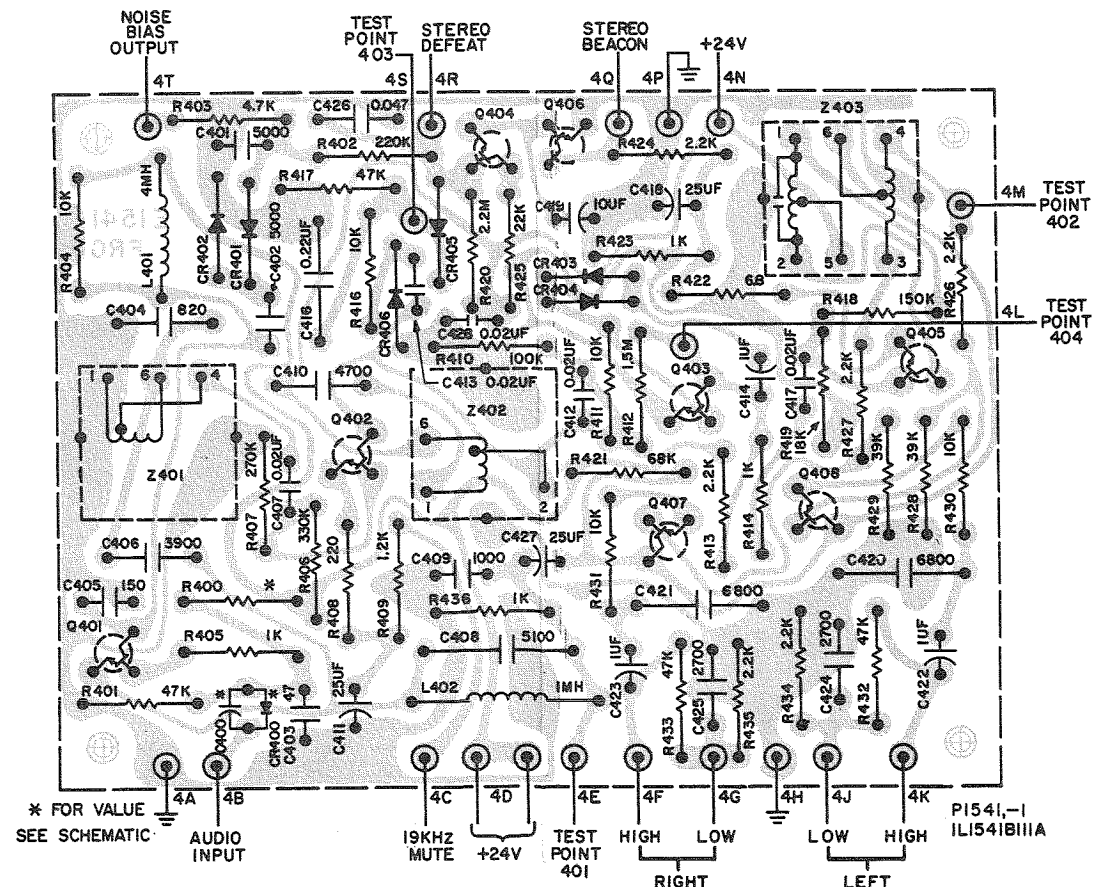 NOISE
BIAS
OUTPUT
TEST
POINT
403
STEREO
DEFEAT
STEREO
BEACON
+24V
4T
4S
4R
4Q
4P
4N
R403 4.7K
C426 0.047
Q404
Q406
Z403
C401 5000
R402 220K
R424 2.2K
1 6 4
R417 47K
C418 25UF
4M
TEST
POINT
402
10K
R404
4MH
L401
CR402
CR401
5000
*C402
0.22UF
C416
10K
R416
CR406
CR405
2.2M
R420
22K
R425
C419 10UF
R423 1K
CR403
CR404
R422 68
2 5 3
2.2K
R426
1541
C404 820
C428 0.02UF
R418 150K
4L
TEST
POINT
404
R410 100K
Q405
C410 4700
C413 0.02UF
1 6 4
Z401
Q402
Z402
6
1
2
0.02UF
C412
10K
R411
1.5M
R412
Q403
1UF
C414
0.02UF
C417
R419
18K
2.2K
R427
39K
R429
39K
R428
10K
R430
270K
R407
0.02UF
C407
R421 68K
2.2K
R413
1K
R414
Q408
330K
R406
220
R408
1.2K
R409
C427 25UF
10K
R431
Q407
C406 3900
C409 1000
C420 6800
C405 150
R400 *
R436 1K
C421 6800
Q401
R405 1K
C408 5100
1UF
C423
47K
R433
2700
C425
2.2K
R435
2.2K
R434
2700
C424
47K
R432
1UF
C422
R401 47K
* C400
CR400 *
47
C403
25UF
C411
L402 1MH
4A
4B
4C
4D
4E
4F
4G
4H
4J
4K
* FOR VALUE
SEE SCHEMATIC
AUDIO
INPUT
19KHz
MUTE
+24V
TEST
POINT
401
HIGH
LOW
RIGHT
LOW
HIGH
LEFT
P1541,-1
1L1541B111A